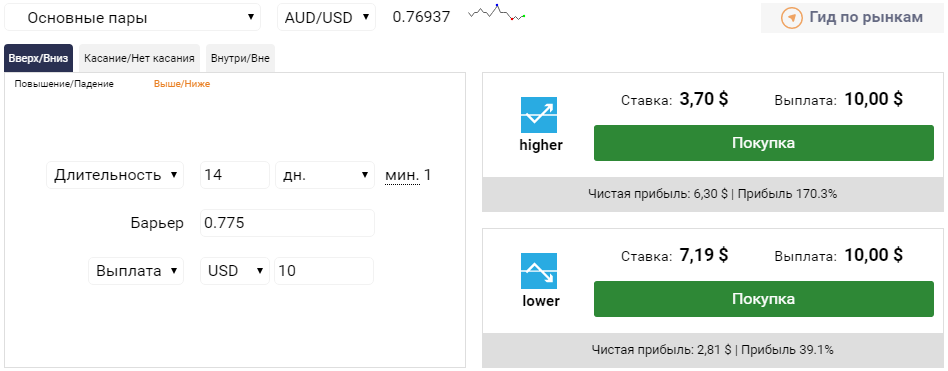 Основные пары AUD/USD 0.76937 Гид по рынкам
Вверх/Вниз Касание/Нет касания Внутри/Вне
Повышение/Падение Выше/Ниже
Длительность 14 дн. мин. 1
Барьер 0.775
Выплата USD 10
Ставка: 3,70 $ Выплата: 10,00 $
higher
Покупка
Чистая прибыль: 6,30 $ | Прибыль 170.3%
Ставка: 7,19 $ Выплата: 10,00 $
lower
Покупка
Чистая прибыль: 2,81 $ | Прибыль 39.1%